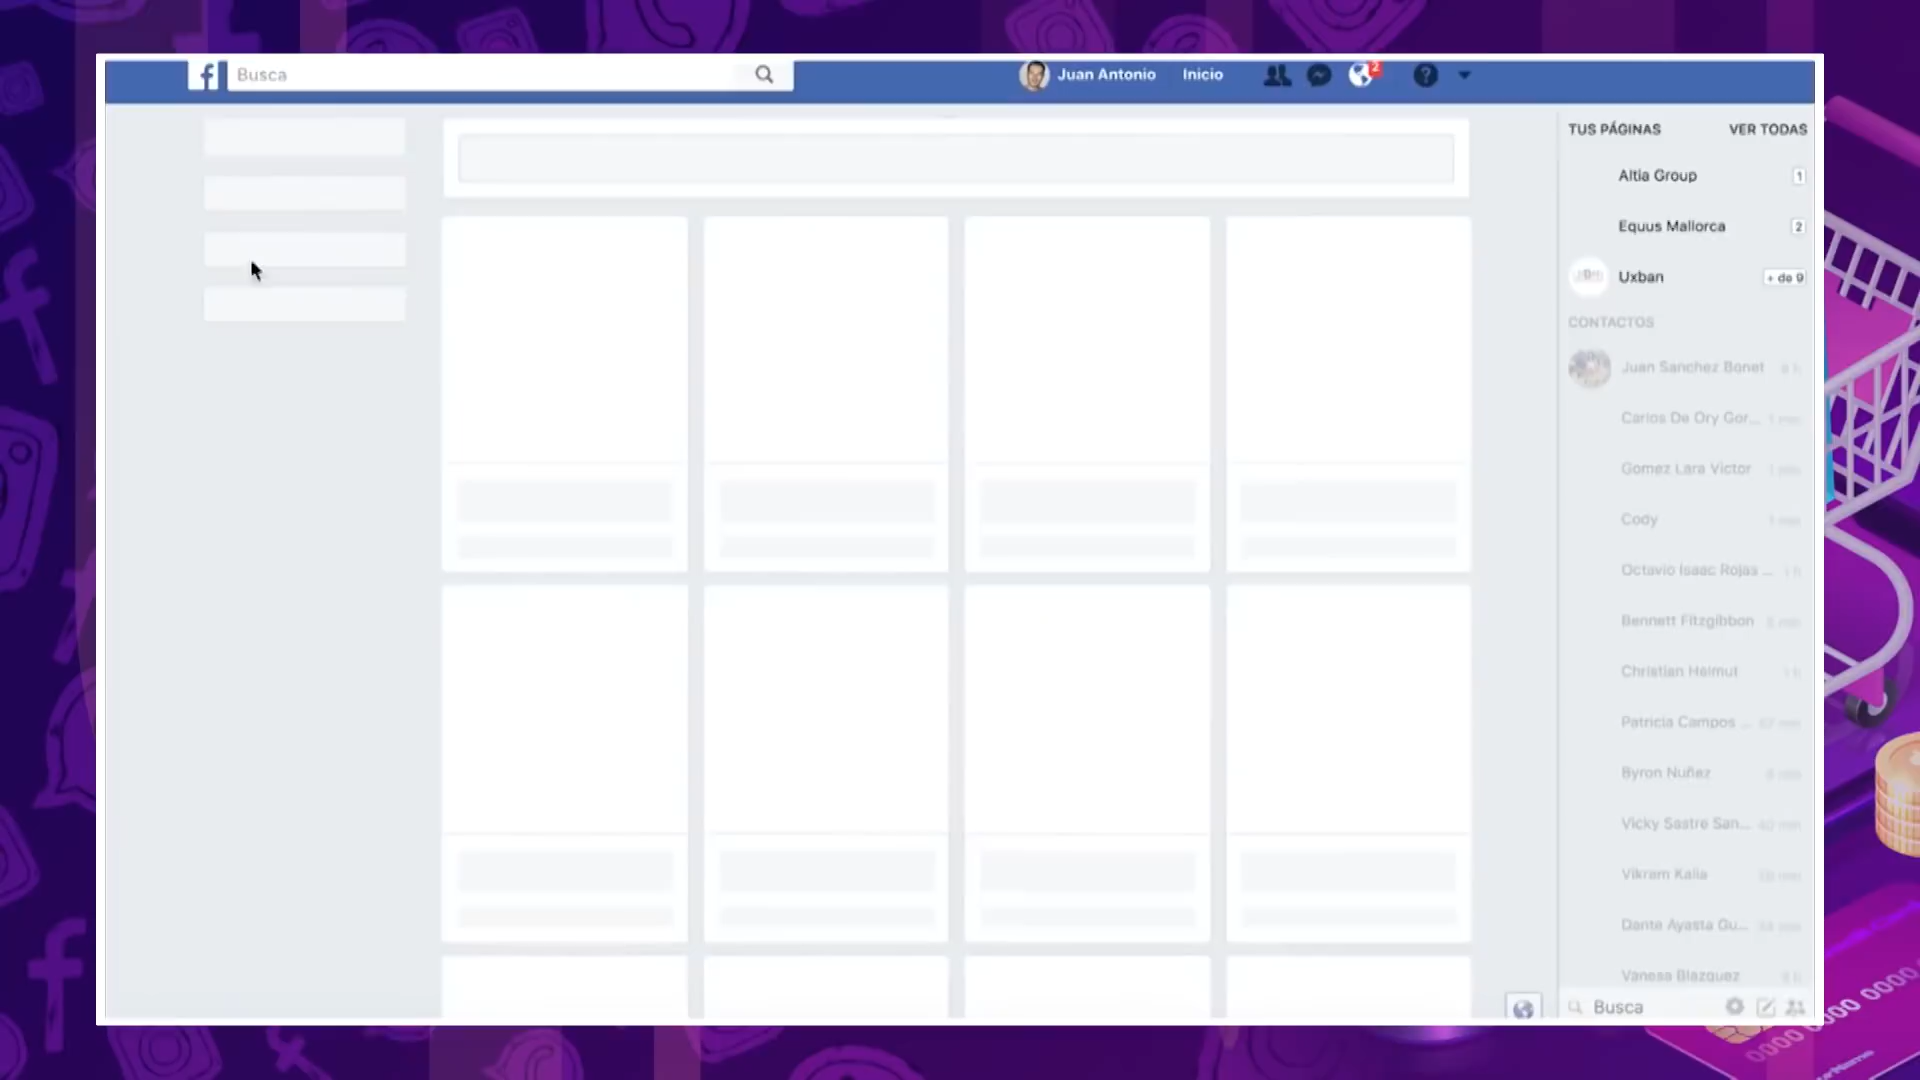 Busca
Juan Antonio
Inicio
2
TUS PÁGINAS
VER TODAS
Altia Group
1
Equus Mallorca
2
Uxban
+ de 9
CONTACTOS
Juan Sanchez Bonet
Carlos De Ory Gor...
Gomez Lara Victor
Cody
Octavio Isaac Rojas ...
1 h
Bennett Fitzgibbon
Christian Helmut
Patricia Campos ...
Byron Nuñez
Vicky Sastre San...
Vikram Kalia
Dante Ayasta Gu...
Vanesa Blazquez
Busca